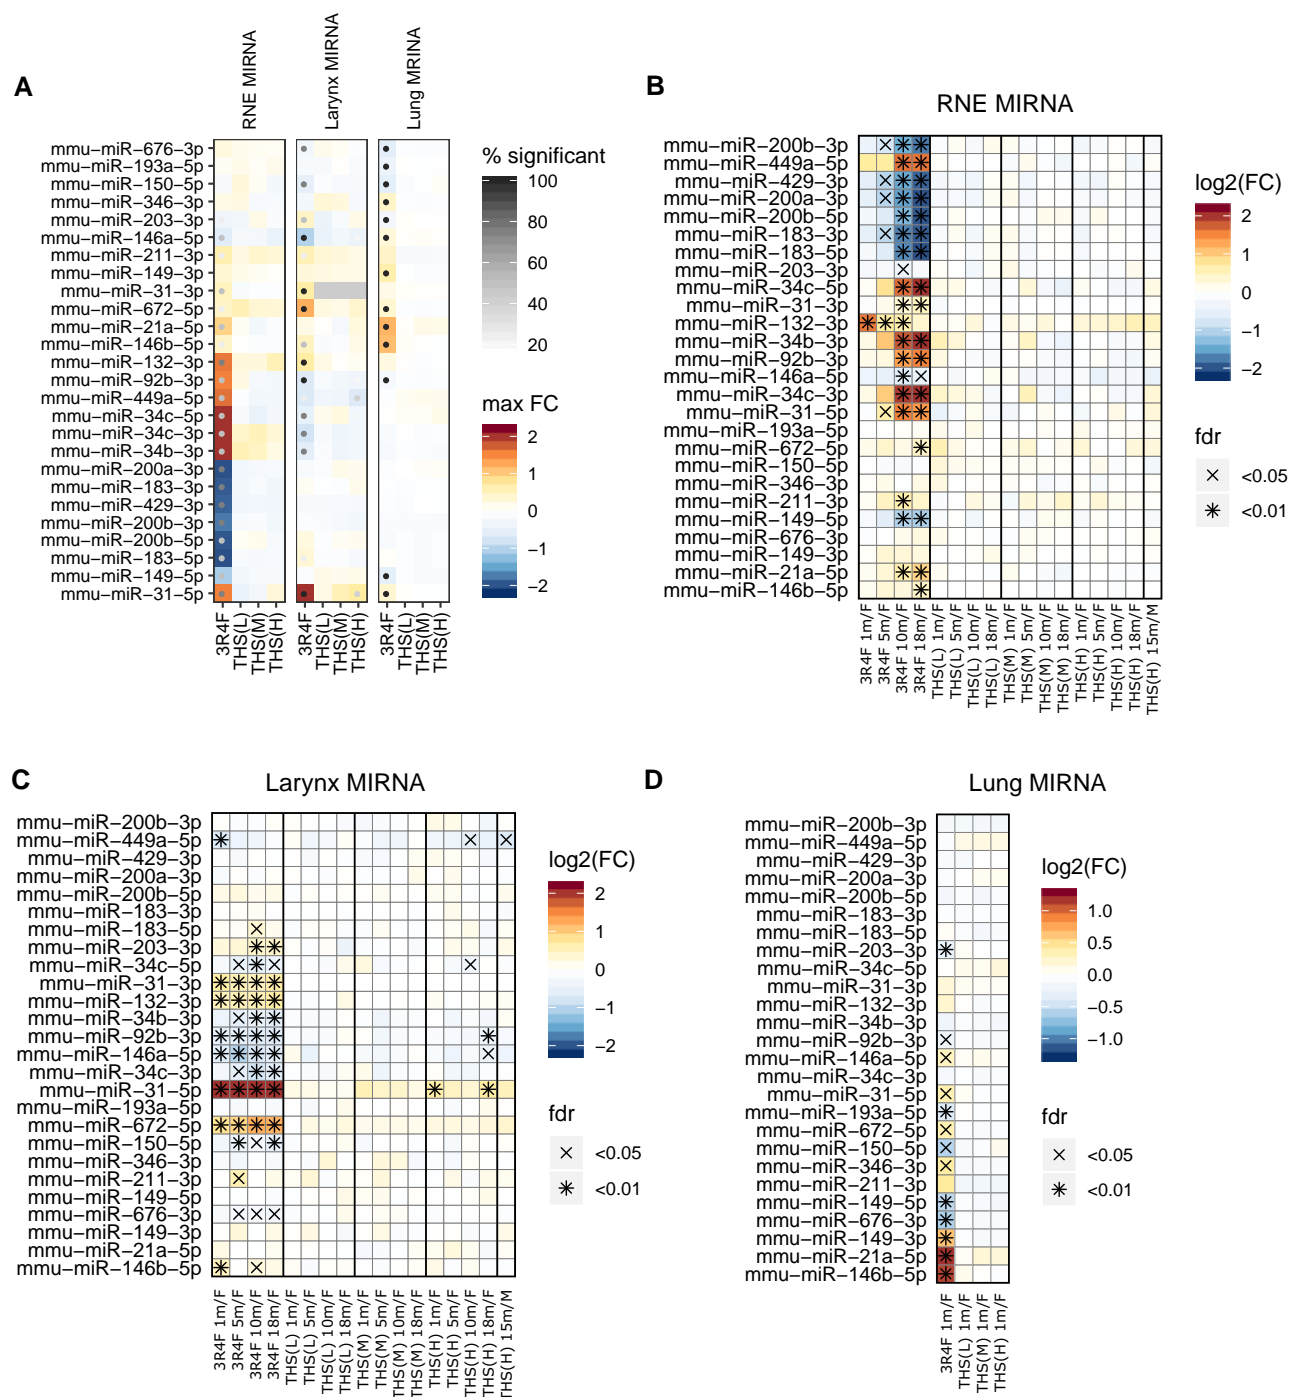 A
RNE MIRNA
Larynx MIRNA
Lung MRINA
mmu−miR−676−3p
mmu−miR−193a−5p
mmu−miR−150−5p
mmu−miR−346−3p
mmu−miR−203−3p
mmu−miR−146a−5p
mmu−miR−211−3p
mmu−miR−149−3p
mmu−miR−31−3p
mmu−miR−672−5p
mmu−miR−21a−5p
mmu−miR−146b−5p
mmu−miR−132−3p
mmu−miR−92b−3p
mmu−miR−449a−5p
mmu−miR−34c−5p
mmu−miR−34c−3p
mmu−miR−34b−3p
mmu−miR−200a−3p
mmu−miR−183−3p
mmu−miR−429−3p
mmu−miR−200b−3p
mmu−miR−200b−5p
mmu−miR−183−5p
mmu−miR−149−5p
mmu−miR−31−5p
3R4F
THS(L)
THS(M)
THS(H)
3R4F
THS(L)
THS(M)
THS(H)
3R4F
THS(L)
THS(M)
THS(H)
% significant
100
80
60
40
20
max FC
2
1
0
−1
−2
B
RNE MIRNA
mmu−miR−200b−3p
mmu−miR−449a−5p
mmu−miR−429−3p
mmu−miR−200a−3p
mmu−miR−200b−5p
mmu−miR−183−3p
mmu−miR−183−5p
mmu−miR−203−3p
mmu−miR−34c−5p
mmu−miR−31−3p
mmu−miR−132−3p
mmu−miR−34b−3p
mmu−miR−92b−3p
mmu−miR−146a−5p
mmu−miR−34c−3p
mmu−miR−31−5p
mmu−miR−193a−5p
mmu−miR−672−5p
mmu−miR−150−5p
mmu−miR−346−3p
mmu−miR−211−3p
mmu−miR−149−5p
mmu−miR−676−3p
mmu−miR−149−3p
mmu−miR−21a−5p
mmu−miR−146b−5p
3R4F 1m/F
3R4F 5m/F
3R4F 10m/F
3R4F 18m/F
THS(L) 1m/F
THS(L) 5m/F
THS(L) 10m/F
THS(L) 18m/F
THS(M) 1m/F
THS(M) 5m/F
THS(M) 10m/F
THS(M) 18m/F
THS(H) 1m/F
THS(H) 5m/F
THS(H) 10m/F
THS(H) 18m/F
THS(H) 15m/M
log2(FC)
2
1
0
−1
−2
fdr
<0.05
<0.01
C
Larynx MIRNA
mmu−miR−200b−3p
mmu−miR−449a−5p
mmu−miR−429−3p
mmu−miR−200a−3p
mmu−miR−200b−5p
mmu−miR−183−3p
mmu−miR−183−5p
mmu−miR−203−3p
mmu−miR−34c−5p
mmu−miR−31−3p
mmu−miR−132−3p
mmu−miR−34b−3p
mmu−miR−92b−3p
mmu−miR−146a−5p
mmu−miR−34c−3p
mmu−miR−31−5p
mmu−miR−193a−5p
mmu−miR−672−5p
mmu−miR−150−5p
mmu−miR−346−3p
mmu−miR−211−3p
mmu−miR−149−5p
mmu−miR−676−3p
mmu−miR−149−3p
mmu−miR−21a−5p
mmu−miR−146b−5p
3R4F 1m/F
3R4F 5m/F
3R4F 10m/F
3R4F 18m/F
THS(L) 1m/F
THS(L) 5m/F
THS(L) 10m/F
THS(L) 18m/F
THS(M) 1m/F
THS(M) 5m/F
THS(M) 10m/F
THS(M) 18m/F
THS(H) 1m/F
THS(H) 5m/F
THS(H) 10m/F
THS(H) 18m/F
THS(H) 15m/M
log2(FC)
2
1
0
−1
−2
fdr
<0.05
<0.01
D
Lung MIRNA
mmu−miR−200b−3p
mmu−miR−449a−5p
mmu−miR−429−3p
mmu−miR−200a−3p
mmu−miR−200b−5p
mmu−miR−183−3p
mmu−miR−183−5p
mmu−miR−203−3p
mmu−miR−34c−5p
mmu−miR−31−3p
mmu−miR−132−3p
mmu−miR−34b−3p
mmu−miR−92b−3p
mmu−miR−146a−5p
mmu−miR−34c−3p
mmu−miR−31−5p
mmu−miR−193a−5p
mmu−miR−672−5p
mmu−miR−150−5p
mmu−miR−346−3p
mmu−miR−211−3p
mmu−miR−149−5p
mmu−miR−676−3p
mmu−miR−149−3p
mmu−miR−21a−5p
mmu−miR−146b−5p
3R4F 1m/F
THS(L) 1m/F
THS(M) 1m/F
THS(H) 1m/F
log2(FC)
1.0
0.5
0.0
−0.5
−1.0
fdr
<0.05
<0.01